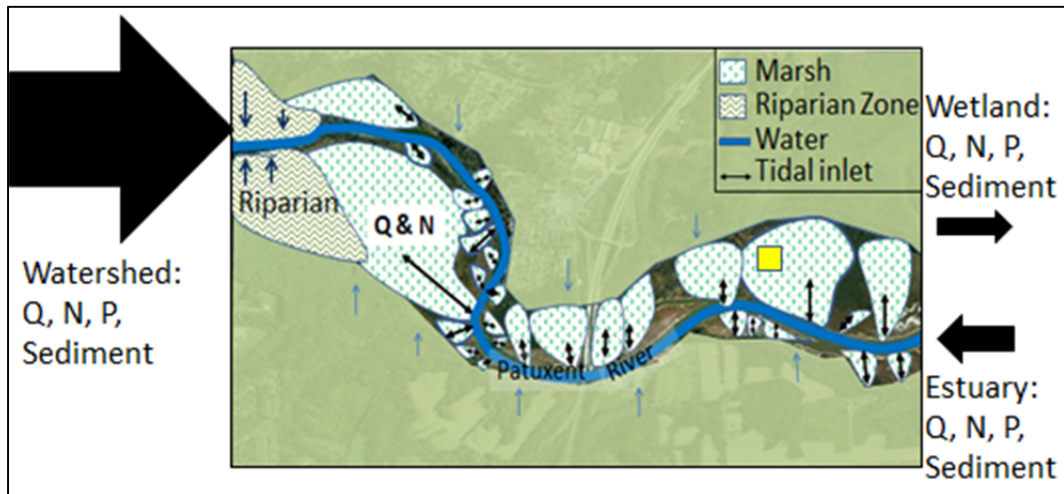 Marsh
Riparian Zone
Water
Tidal inlet
Riparian
Q & N
Patuxent River
Watershed:
Q, N, P,
Sediment
Wetland:
Q, N, P,
Sediment
Estuary:
Q, N, P,
Sediment